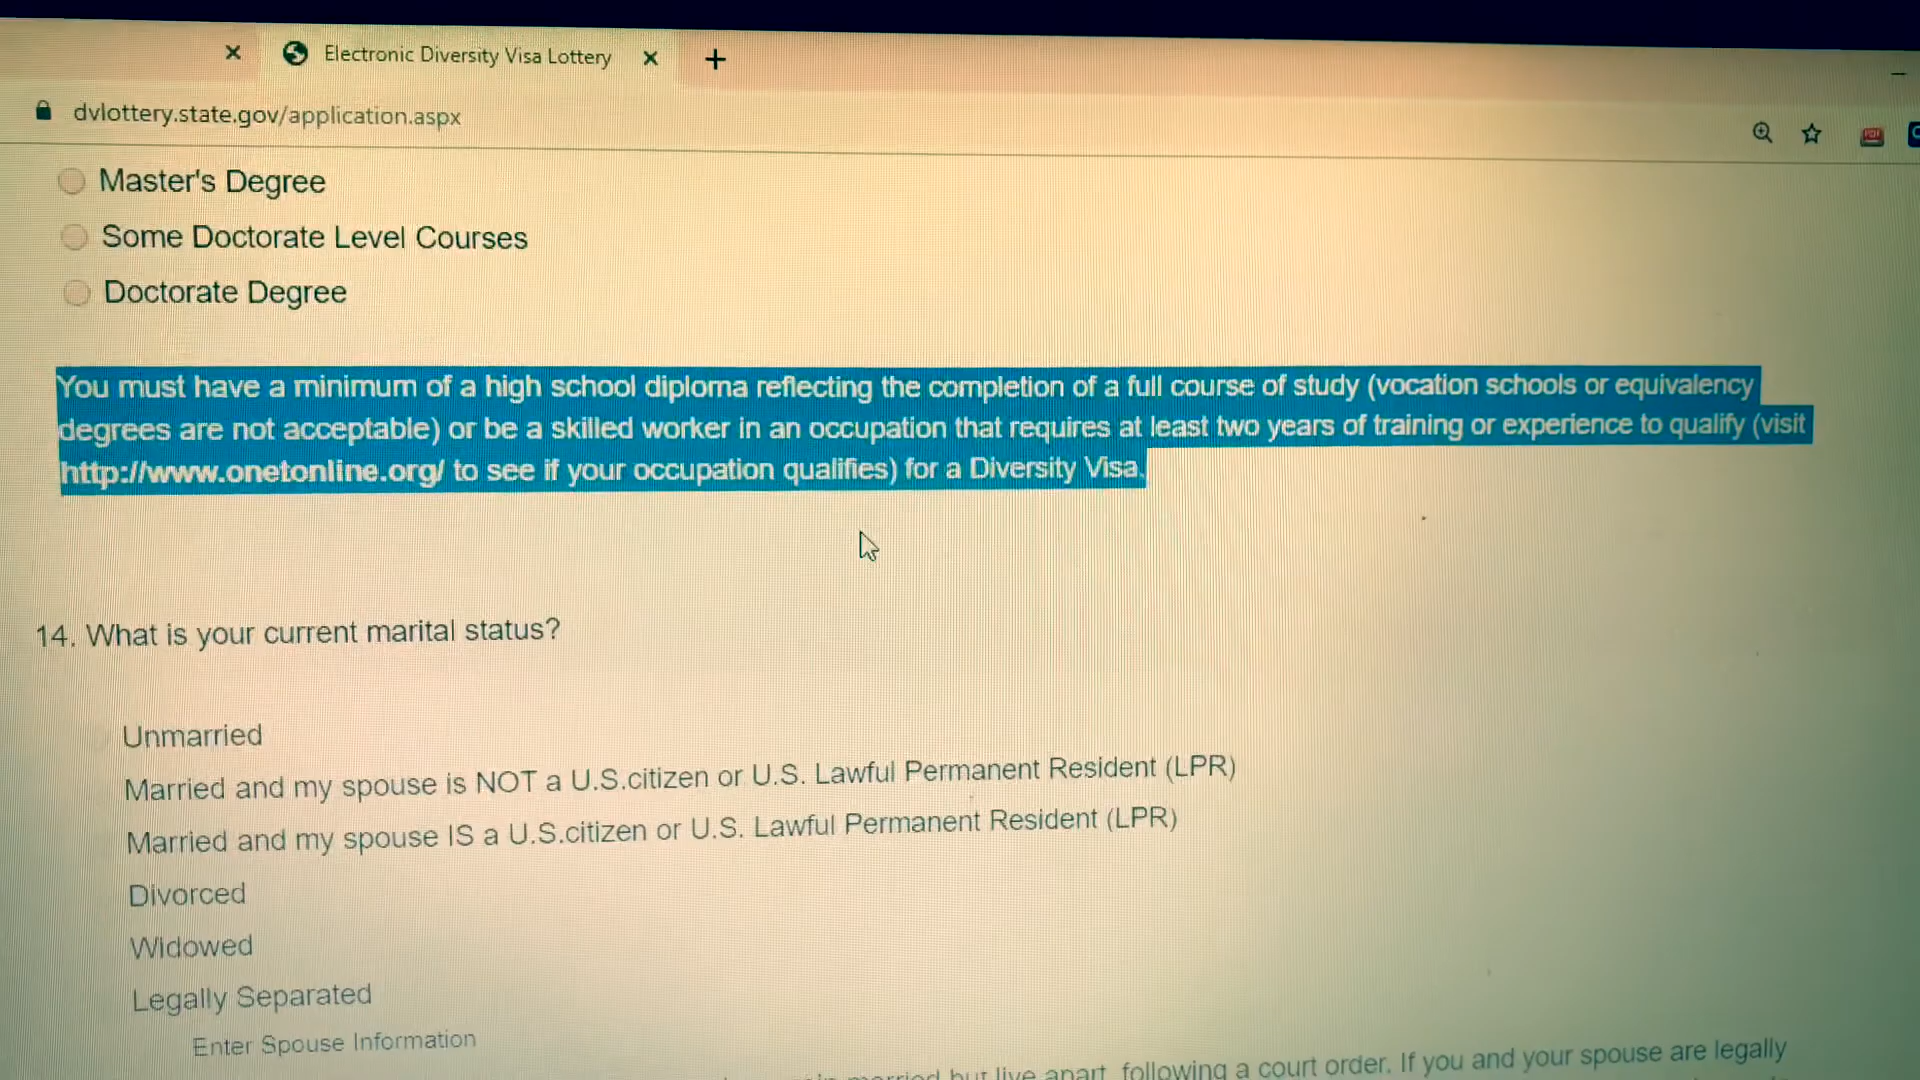 Electronic Diversity Visa Lottery
dvlottery.state.gov/application.aspx
Master's Degree
Some Doctorate Level Courses
Doctorate Degree
You must have a minimum of a high school diploma reflecting the completion of a full course of study (vocation schools or equivalency
degrees are not acceptable) or be a skilled worker in an occupation that requires at least two years of training or experience to qualify (visit
http://www.onetonline.org/ to see if your occupation qualifies) for a Diversity Visa.
14. What is your current marital status?
Unmarried
Married and my spouse is NOT a U.S.citizen or U.S. Lawful Permanent Resident (LPR)
Married and my spouse IS a U.S.citizen or U.S. Lawful Permanent Resident (LPR)
Divorced
Widowed
Legally Separated
Enter Spouse Information
married but live apart, following a court order. If you and your spouse are legally